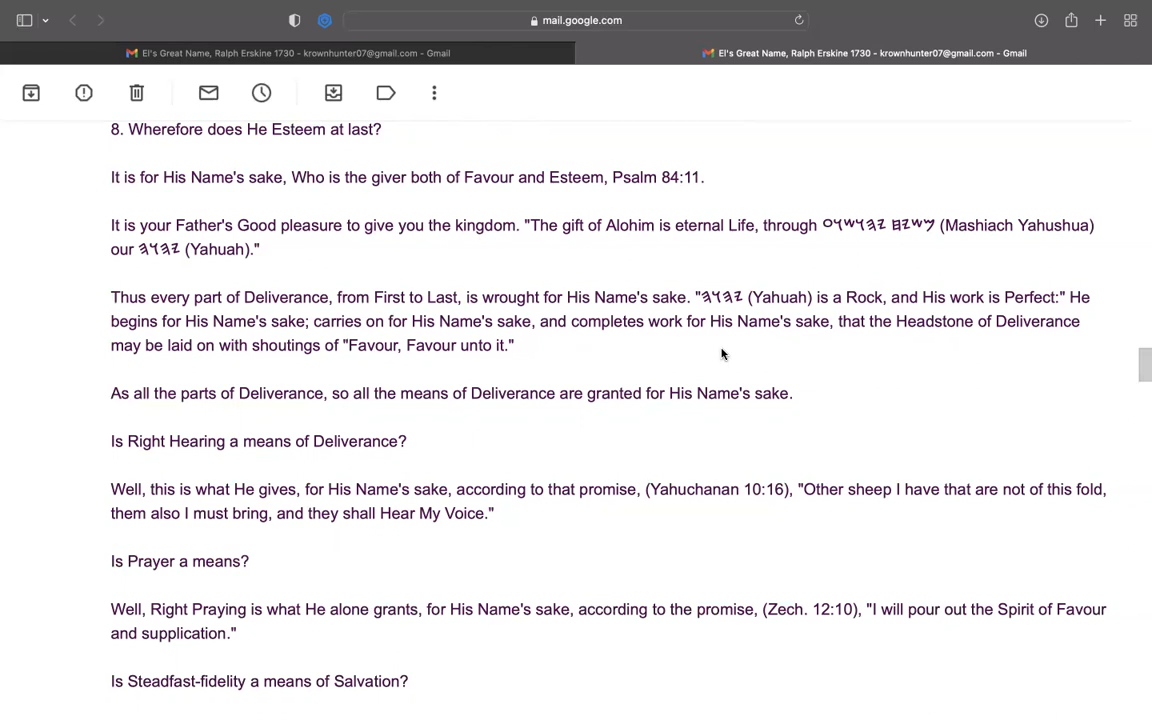 mail.google.com
El's Great Name, Ralph Erskine 1730 - krownhunter07@gmail.com - Gmail
El's Great Name, Ralph Erskine 1730 - krownhunter07@gmail.com - Gmail
8. Wherefore does He Esteem at last?
It is for His Name's sake, Who is the giver both of Favour and Esteem, Psalm 84:11.
It is your Father's Good pleasure to give you the kingdom. "The gift of Alohim is eternal Life, through 𐤌𐤔𐤉𐤇 𐤉𐤄𐤅𐤔𐤅𐤏 (Mashiach Yahushua)
our 𐤉𐤄𐤅𐤄 (Yahuah)."
Thus every part of Deliverance, from First to Last, is wrought for His Name's sake. "𐤉𐤄𐤅𐤄 (Yahuah) is a Rock, and His work is Perfect:" He
begins for His Name's sake; carries on for His Name's sake, and completes work for His Name's sake, that the Headstone of Deliverance
may be laid on with shoutings of "Favour, Favour unto it."
As all the parts of Deliverance, so all the means of Deliverance are granted for His Name's sake.
Is Right Hearing a means of Deliverance?
Well, this is what He gives, for His Name's sake, according to that promise, (Yahuchanan 10:16), "Other sheep I have that are not of this fold,
them also I must bring, and they shall Hear My Voice."
Is Prayer a means?
Well, Right Praying is what He alone grants, for His Name's sake, according to the promise, (Zech. 12:10), "I will pour out the Spirit of Favour
and supplication."
Is Steadfast-fidelity a means of Salvation?